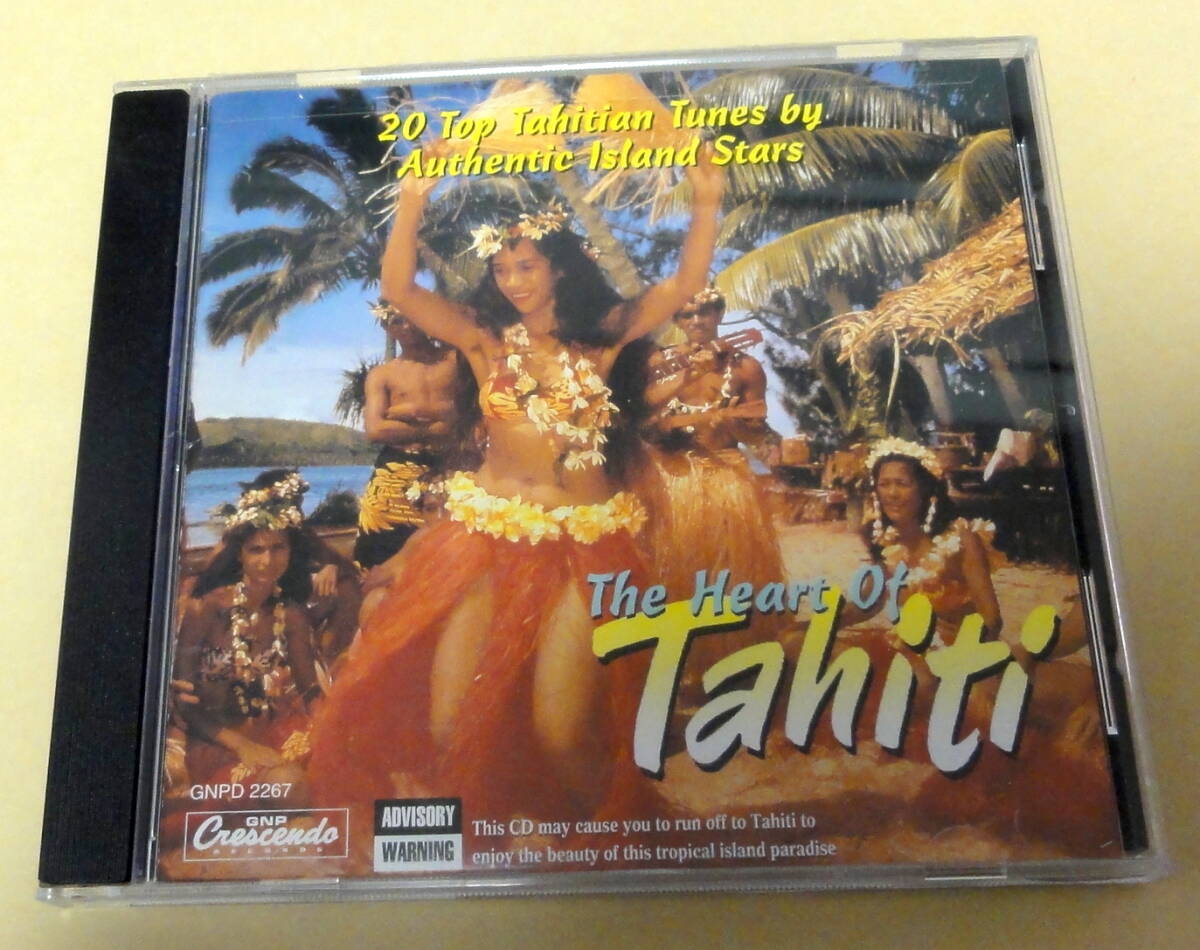 20 Top Tahitian Tunes by
Authentic Island Stars
The Heart Of
Tahiti
GNPD 2267
GNP
Crescendo
RECORDS
ADVISORY
WARNING
This CD may cause you to run off to Tahiti to
enjoy the beauty of this tropical island paradise